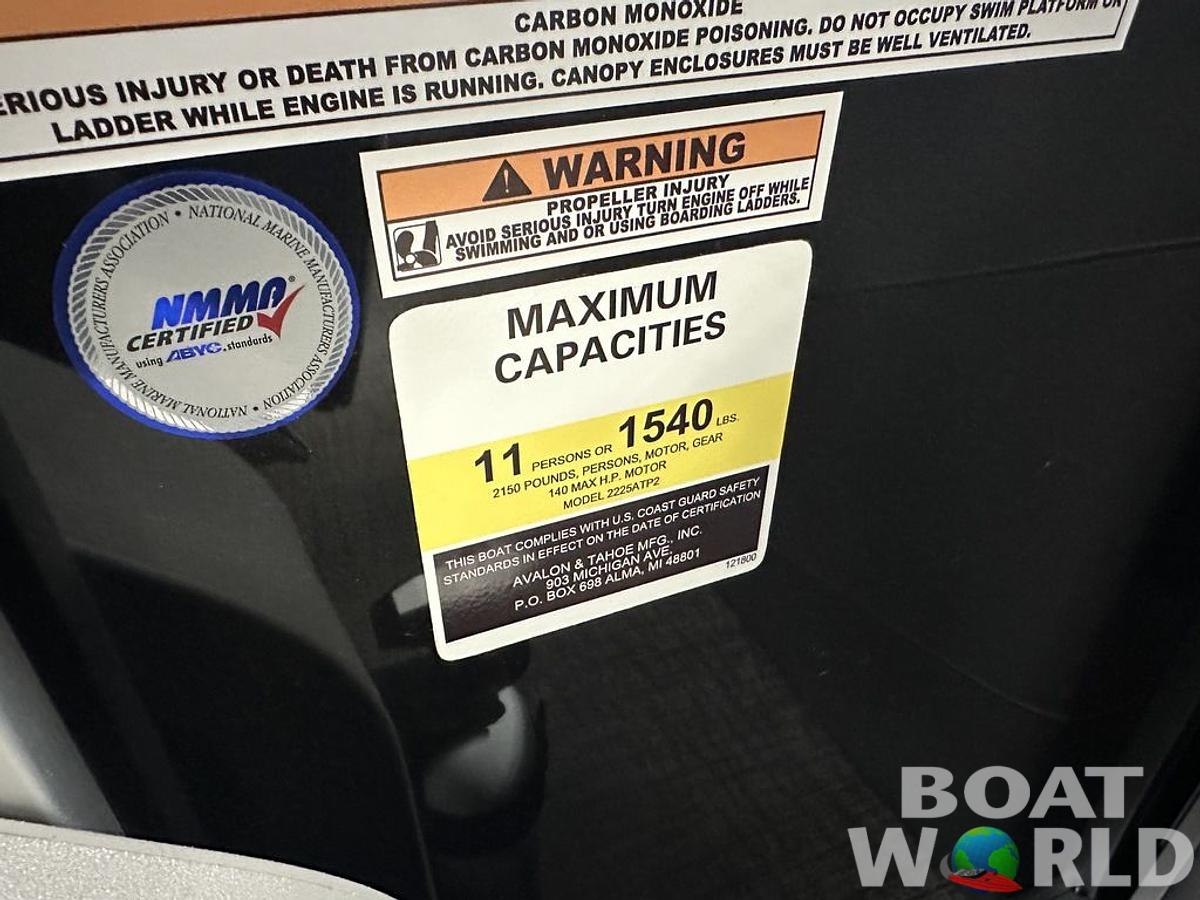 CARBON MONOXIDE
SERIOUS INJURY OR DEATH FROM CARBON MONOXIDE POISONING. DO NOT OCCUPY SWIM PLATFORM OR
LADDER WHILE ENGINE IS RUNNING. CANOPY ENCLOSURES MUST BE WELL VENTILATED.
WARNING
PROPELLER INJURY
AVOID SERIOUS INJURY TURN ENGINE OFF WHILE
SWIMMING AND OR USING BOARDING LADDERS.
NATIONAL MARINE MANUFACTURERS ASSOCIATION • NATIONAL MARINE MANUFACTURERS ASSOCIATION •
NMMA®
CERTIFIED
using ABYC. standards
MAXIMUM
CAPACITIES
11 PERSONS OR 1540 LBS.
2150 POUNDS, PERSONS, MOTOR, GEAR
140 MAX H.P. MOTOR
MODEL 2225ATP2
THIS BOAT COMPLIES WITH U.S. COAST GUARD SAFETY
STANDARDS IN EFFECT ON THE DATE OF CERTIFICATION
AVALON & TAHOE MFG., INC.
903 MICHIGAN AVE.
P.O. BOX 698 ALMA, MI 48801
121800
BOAT
WORLD